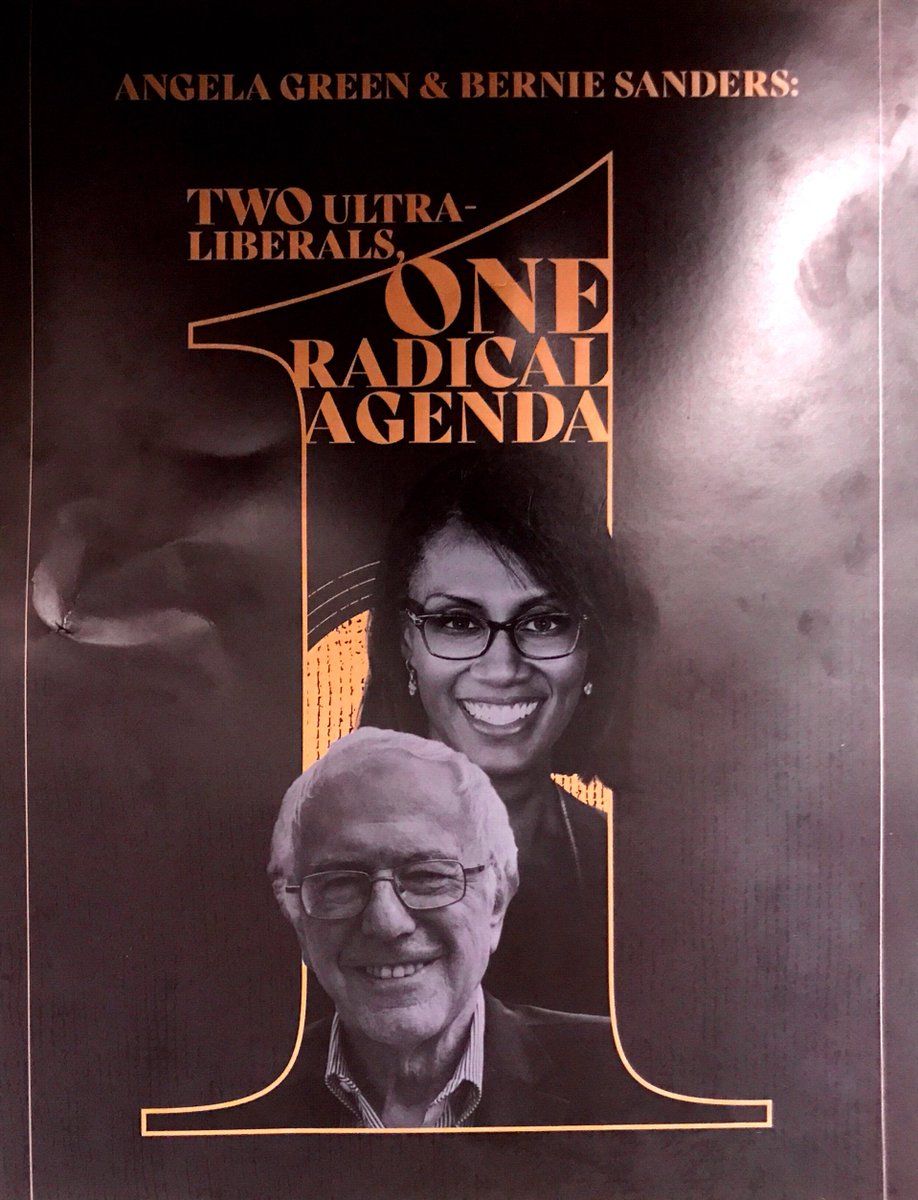 ANGELA GREEN & BERNIE SANDERS:
TWO ULTRA-
LIBERALS,
ONE
RADICAL
AGENDA